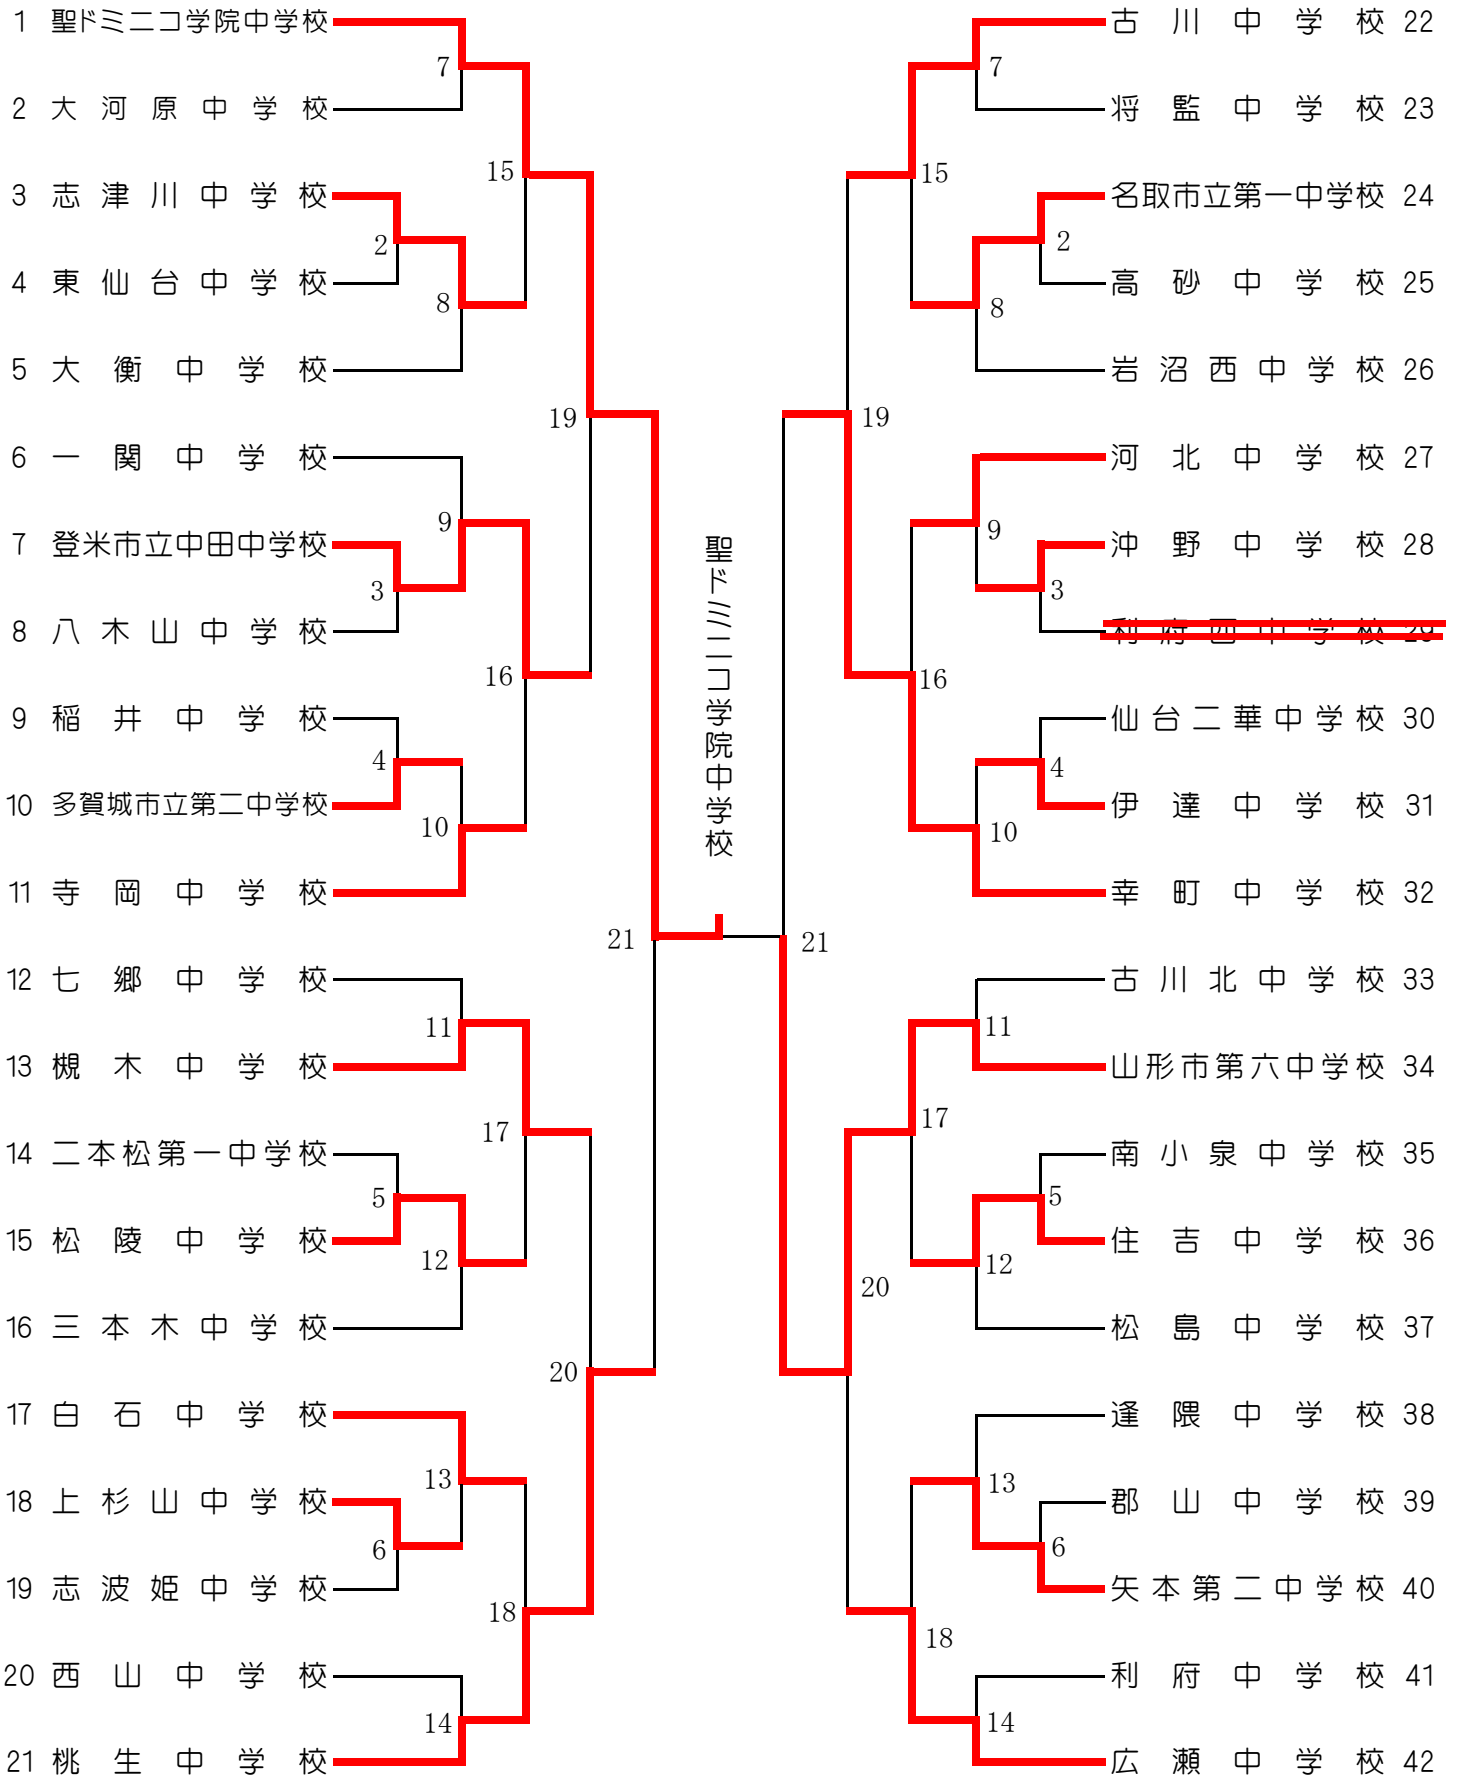 1 聖ドミニコ学院中学校
7
2 大河原中学校
15
3 志津川中学校
2
4 東仙台中学校
8
5 大衡中学校
19
6 一関中学校
9
7 登米市立中田中学校
3
8 八木山中学校
16
9 稲井中学校
4
10 多賀城市立第二中学校
10
11 寺岡中学校
21
12 七郷中学校
11
13 槻木中学校
17
14 二本松第一中学校
5
15 松陵中学校
12
16 三本木中学校
20
17 白石中学校
13
18 上杉山中学校
6
19 志波姫中学校
18
20 西山中学校
14
21 桃生中学校
聖ドミニコ学院中学校
古川中学校 22
7
将監中学校 23
15
名取市立第一中学校 24
2
高砂中学校 25
8
岩沼西中学校 26
19
河北中学校 27
9
沖野中学校 28
3
利府西中学校 29
16
仙台二華中学校 30
4
伊達中学校 31
10
幸町中学校 32
21
古川北中学校 33
11
山形市第六中学校 34
17
南小泉中学校 35
5
住吉中学校 36
12
20
松島中学校 37
逢隈中学校 38
13
郡山中学校 39
6
矢本第二中学校 40
18
利府中学校 41
14
広瀬中学校 42